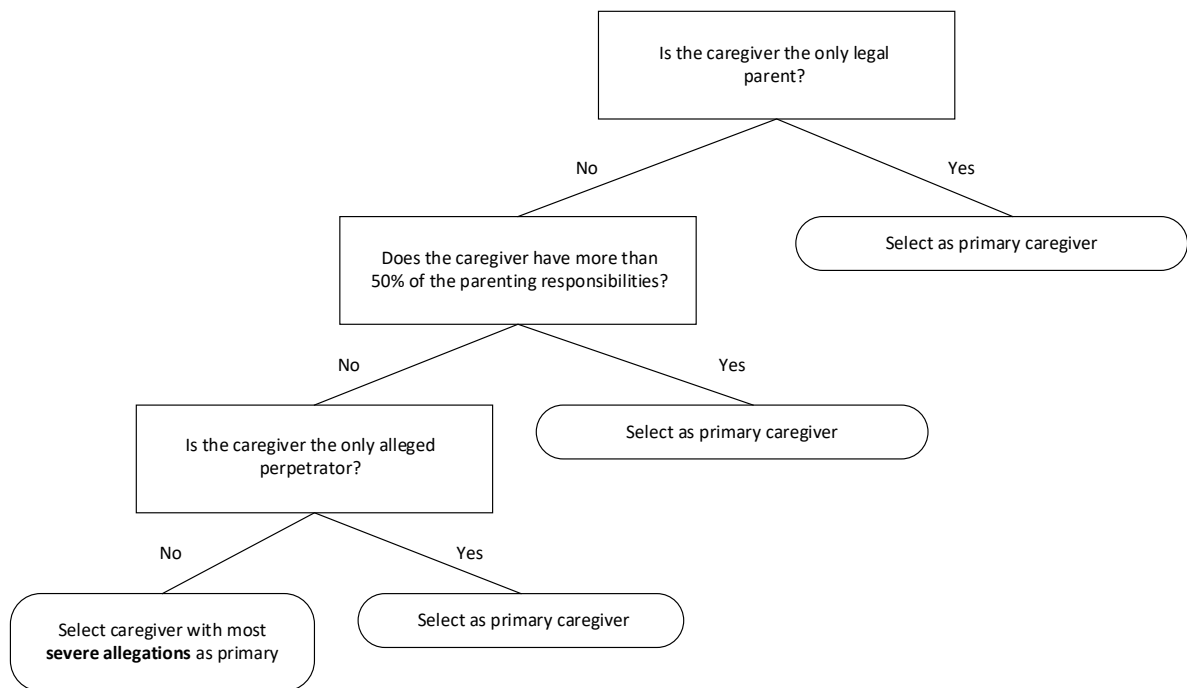 Is the caregiver the only legal
parent?
No
Yes
Select as primary caregiver
Does the caregiver have more than
50% of the parenting responsibilities?
No
Yes
Select as primary caregiver
Is the caregiver the only alleged
perpetrator?
No
Yes
Select caregiver with most
severe allegations as primary
Select as primary caregiver